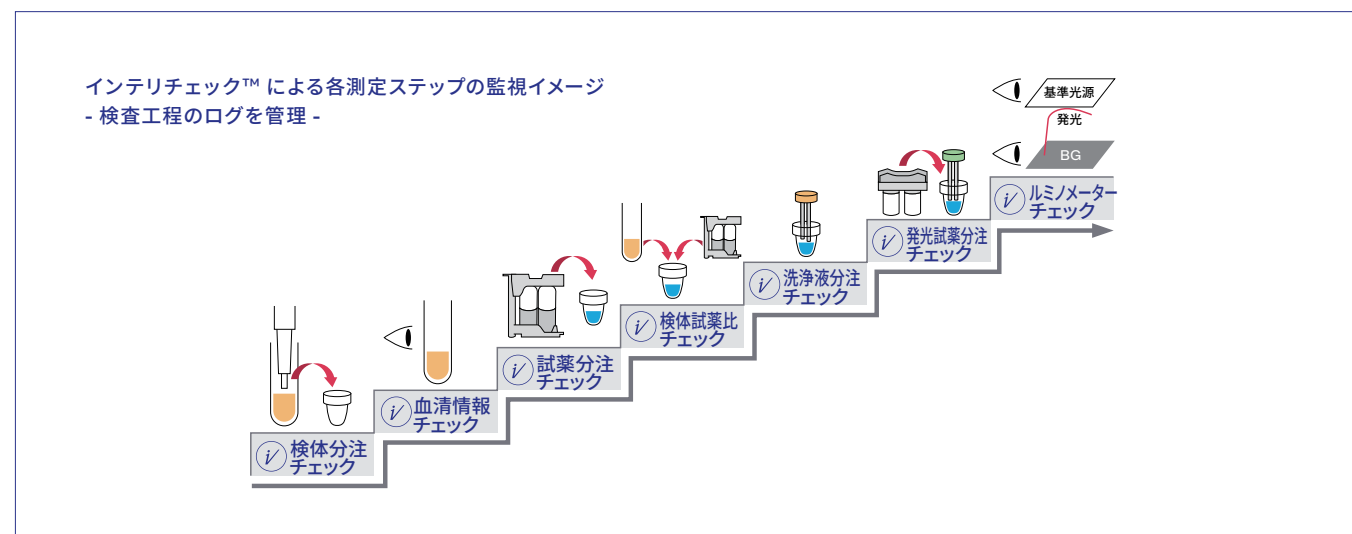 インテリチェック™ による各測定ステップの監視イメージ
- 検査工程のログを管理 -
基準光源
発光
BG
i/ 検体分注
チェック
i/ 血清情報
チェック
i/ 試薬分注
チェック
i/ 検体試薬比
チェック
i/ 洗浄液分注
チェック
i/ 発光試薬分注
チェック
i/ ルミノメーター
チェック